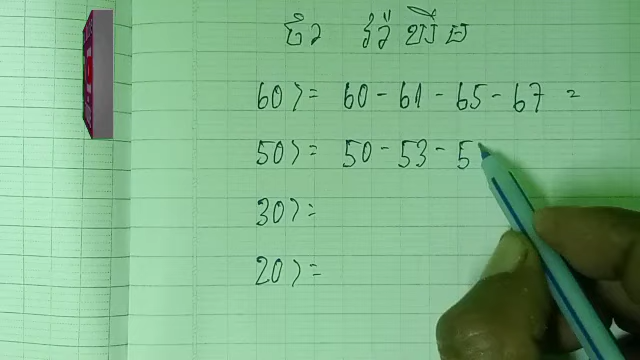 60 > = 60 - 61 - 65 - 67 =
50 > = 50 - 53 - 5
30 > =
20 > =